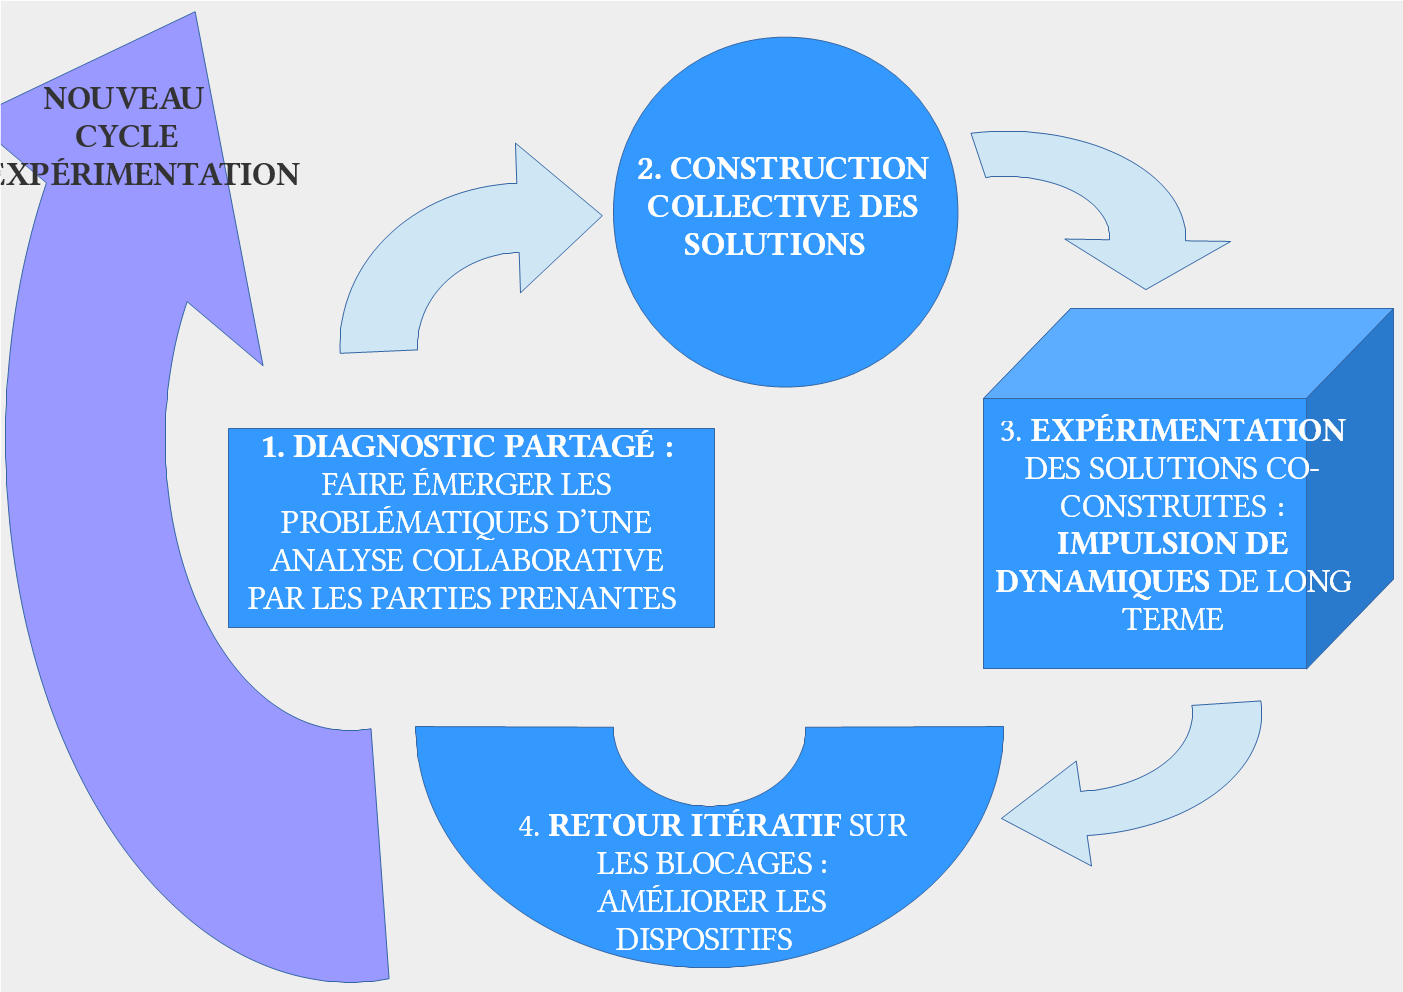 NOUVEAU
CYCLE
EXPÉRIMENTATION
2. CONSTRUCTION
COLLECTIVE DES
SOLUTIONS
1. DIAGNOSTIC PARTAGÉ :
FAIRE ÉMERGER LES
PROBLÉMATIQUES D’UNE
ANALYSE COLLABORATIVE
PAR LES PARTIES PRENANTES
3. EXPÉRIMENTATION
DES SOLUTIONS CO-
CONSTRUITES :
IMPULSION DE
DYNAMIQUES DE LONG
TERME
4. RETOUR ITÉRATIF SUR
LES BLOCAGES :
AMÉLIORER LES
DISPOSITIFS